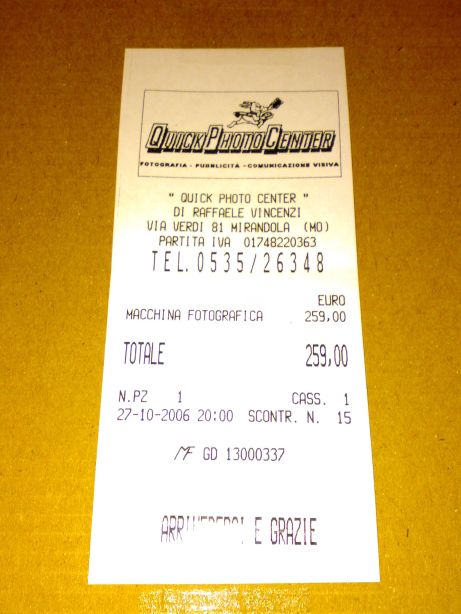 QUICK PHOTO CENTER
FOTOGRAFIA - PUBBLICITÀ - COMUNICAZIONE VISIVA
" QUICK PHOTO CENTER "
DI RAFFAELE VINCENZI
VIA VERDI 81 MIRANDOLA (MO)
PARTITA IVA 01748220363
TEL.0535/26348
EURO
MACCHINA FOTOGRAFICA 259,00
TOTALE 259,00
N.PZ 1 CASS. 1
27-10-2006 20:00 SCONTR. N. 15
MF GD 13000337
ARRIVEDERCI E GRAZIE